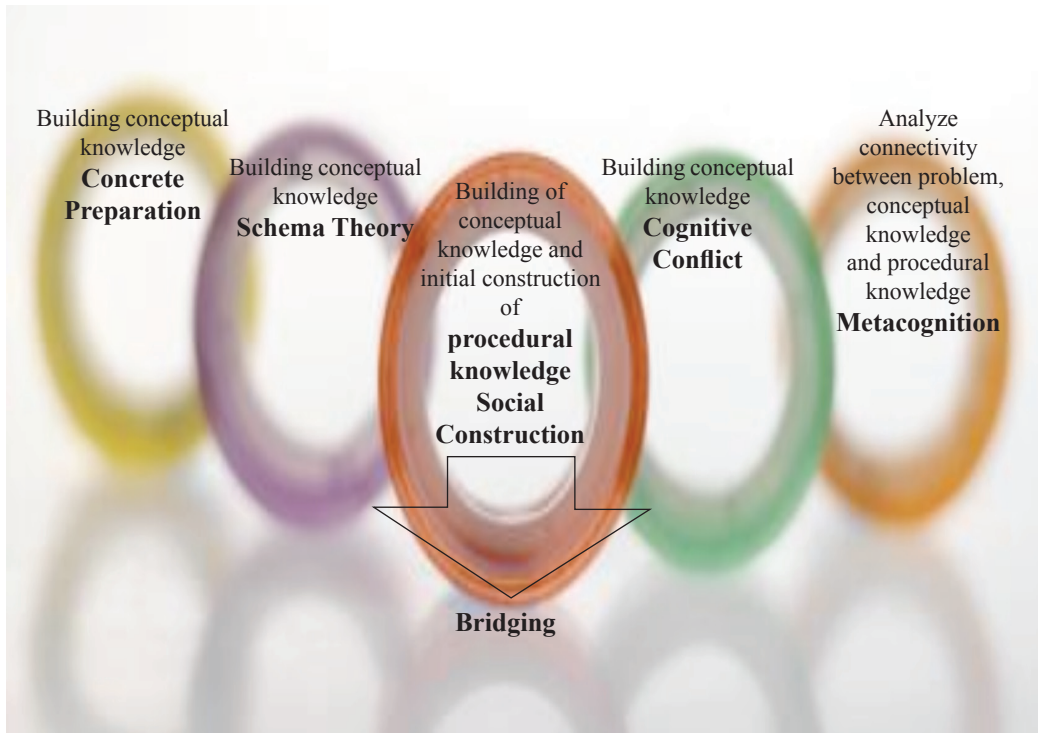 Building conceptual
knowledge
Concrete
Preparation
Building conceptual
knowledge
Schema Theory
Building of
conceptual
knowledge and
initial construction
of
procedural
knowledge
Social
Construction
Building conceptual
knowledge
Cognitive
Conflict
Analyze
connectivity
between problem,
conceptual
knowledge
and procedural
knowledge
Metacognition
Bridging